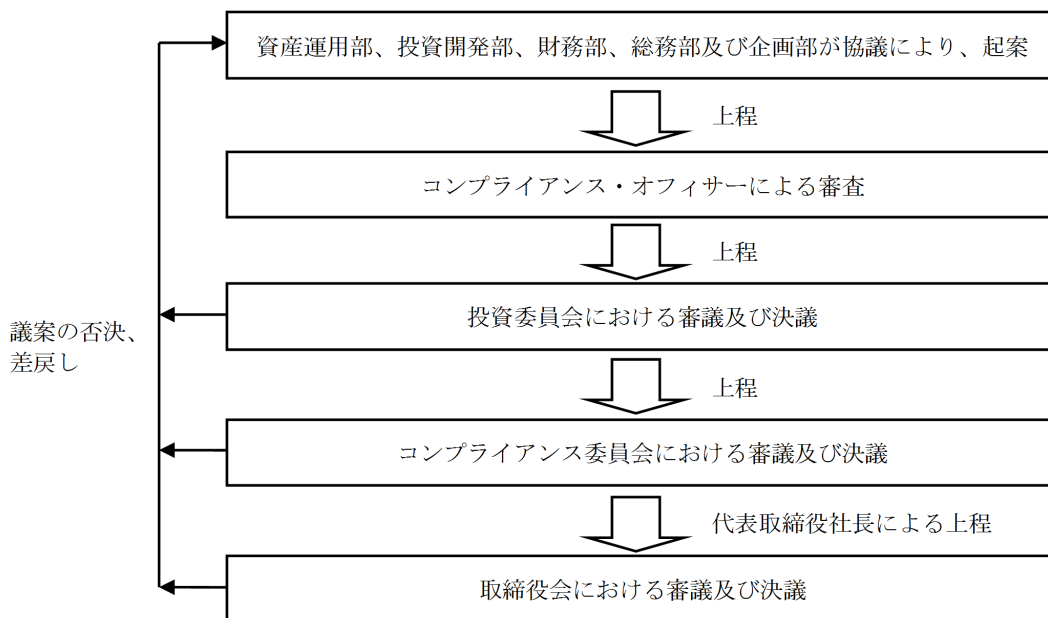 資産運用部、投資開発部、財務部、総務部及び企画部が協議により、起案
上程
コンプライアンス・オフィサーによる審査
上程
投資委員会における審議及び決議
議案の否決、
差戻し
上程
コンプライアンス委員会における審議及び決議
代表取締役社長による上程
取締役会における審議及び決議